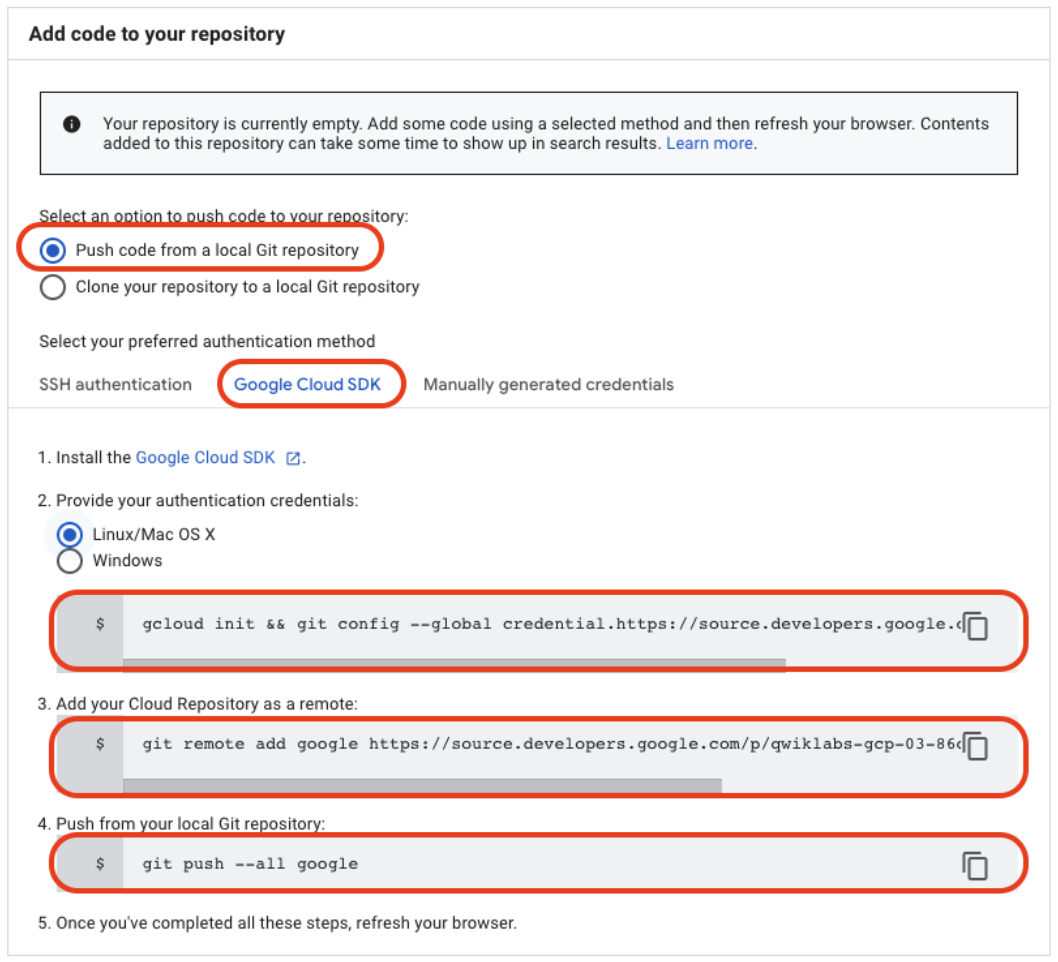 Add code to your repository
Your repository is currently empty. Add some code using a selected method and then refresh your browser. Contents
added to this repository can take some time to show up in search results. Learn more.
Select an option to push code to your repository:
Push code from a local Git repository
Clone your repository to a local Git repository
Select your preferred authentication method
SSH authentication Google Cloud SDK Manually generated credentials
1. Install the Google Cloud SDK .
2. Provide your authentication credentials:
Linux/Mac OS X
Windows
$ gcloud init && git config --global credential.https://source.developers.google.
3. Add your Cloud Repository as a remote:
$ git remote add google https://source.developers.google.com/p/qwiklabs-gcp-03-86
4. Push from your local Git repository:
$ git push --all google
5. Once you've completed all these steps, refresh your browser.